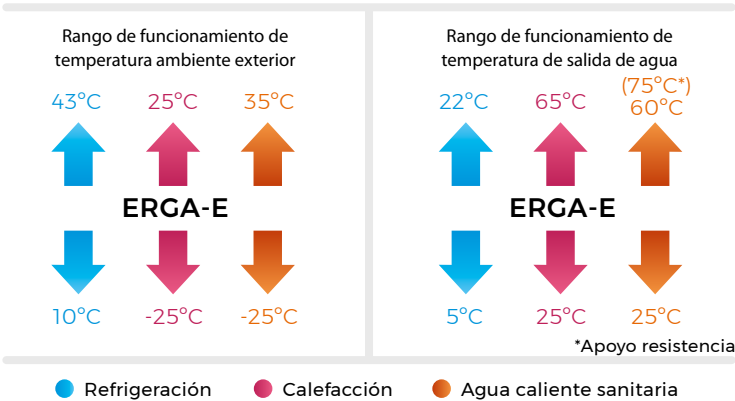 Rango de funcionamiento de
temperatura ambiente exterior
43°C 25°C 35°C
ERGA-E
10°C -25°C -25°C
Rango de funcionamiento de
temperatura de salida de agua
(75°C*)
22°C 65°C 60°C
ERGA-E
5°C 25°C 25°C
*Apoyo resistencia
Refrigeración Calefacción Agua caliente sanitaria